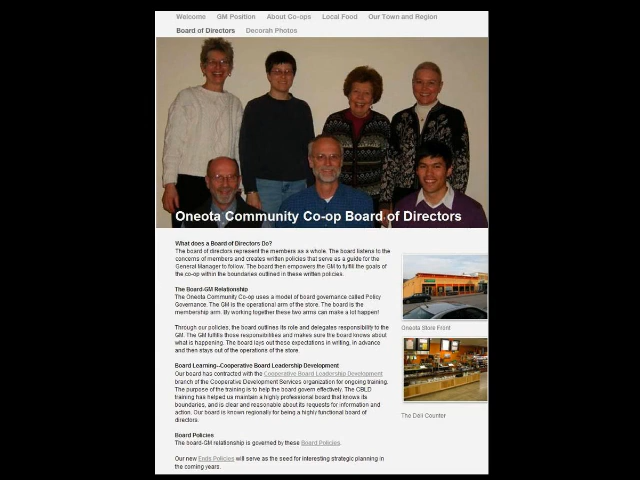 Welcome GM Position About Co-ops Local Food Our Town and Region
Board of Directors Decorah Photos
Oneota Community Co-op Board of Directors
What does a Board of Directors Do?
The board of directors represent the members as a whole. The board listens to the
concerns of members and creates written policies that serve as a guide for the
General Manager to follow. The board then empowers the GM to fulfill the goals of
the co-op within the boundaries outlined in these written policies.
The Board-GM Relationship
The Oneota Community Co-op uses a model of board governance called Policy
Governance. The GM is the operational arm of the store. The board is the
membership arm. By working together these two arms can make a lot happen!
Through our policies, the board outlines its role and delegates responsibility to the
GM. The GM fulfills those responsibilities and makes sure the board knows about
what is happening. The board lays out these expectations in writing, in advance
and then stays out of the operations of the store.
Board Learning--Cooperative Board Leadership Development
Our board has contracted with the Cooperative Board Leadership Development
branch of the Cooperative Development Services organization for ongoing training.
The purpose of the training is to help the board govern effectively. The CBLD
training has helped us maintain a highly professional board that knows its
boundaries, and is clear and reasonable about its requests for information and
action. Our board is known regionally for being a highly functional board of
directors.
Board Policies
The board-GM relationship is governed by these Board Policies.
Our new Ends Policies will serve as the seed for interesting strategic planning in
the coming years.
Oneota Store Front
The Deli Counter